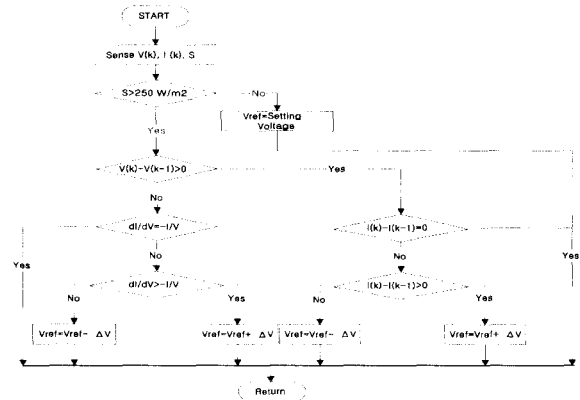 START
Sense V(k), I (k), S
S>250 W/m2
No
Vref=Setting
Voltage
Yes
V(k)-V(k-1)>0
Yes
No
dI/dV=-I/V
I(k)-I(k-1)=0
Yes
No
No
Yes
dI/dV>-I/V
I(k)-I(k-1)>0
No
Yes
No
Yes
Vref=Vref- ΔV
Vref=Vref+ ΔV
Vref=Vref- ΔV
Vref=Vref+ ΔV
Return